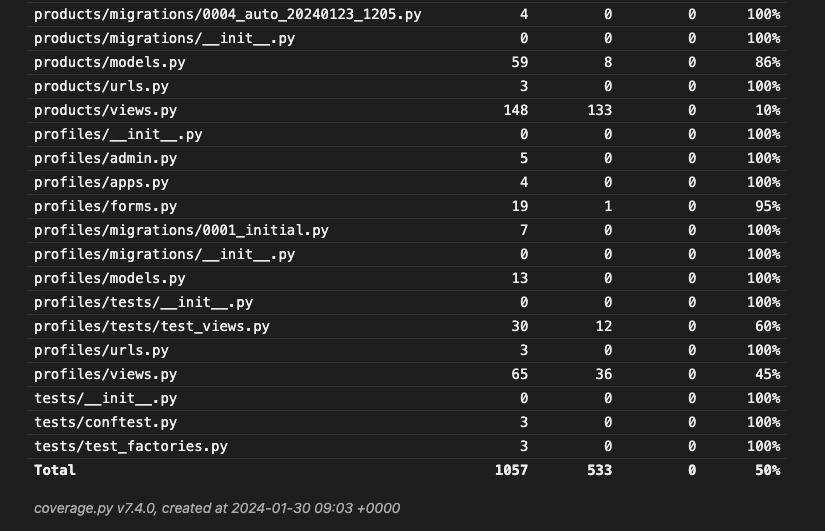 products/migrations/0004_auto_20240123_1205.py 4 0 0 100%
products/migrations/__init__.py 0 0 0 100%
products/models.py 59 8 0 86%
products/urls.py 3 0 0 100%
products/views.py 148 133 0 10%
profiles/__init__.py 0 0 0 100%
profiles/admin.py 5 0 0 100%
profiles/apps.py 4 0 0 100%
profiles/forms.py 19 1 0 95%
profiles/migrations/0001_initial.py 7 0 0 100%
profiles/migrations/__init__.py 0 0 0 100%
profiles/models.py 13 0 0 100%
profiles/tests/__init__.py 0 0 0 100%
profiles/tests/test_views.py 30 12 0 60%
profiles/urls.py 3 0 0 100%
profiles/views.py 65 36 0 45%
tests/__init__.py 0 0 0 100%
tests/conftest.py 3 0 0 100%
tests/test_factories.py 3 0 0 100%
Total 1057 533 0 50%
coverage.py v7.4.0, created at 2024-01-30 09:03 +0000